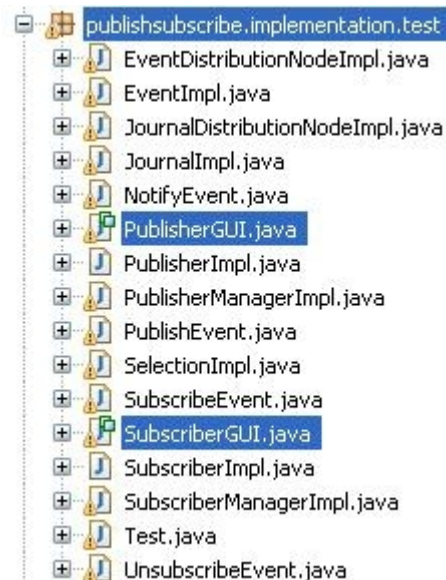 publishsubscribe.implementation.test
EventDistributionNodeImpl.java
EventImpl.java
JournalDistributionNodeImpl.java
JournalImpl.java
NotifyEvent.java
PublisherGUI.java
PublisherImpl.java
PublisherManagerImpl.java
PublishEvent.java
SelectionImpl.java
SubscribeEvent.java
SubscriberGUI.java
SubscriberImpl.java
SubscriberManagerImpl.java
Test.java
UnsubscribeEvent.java